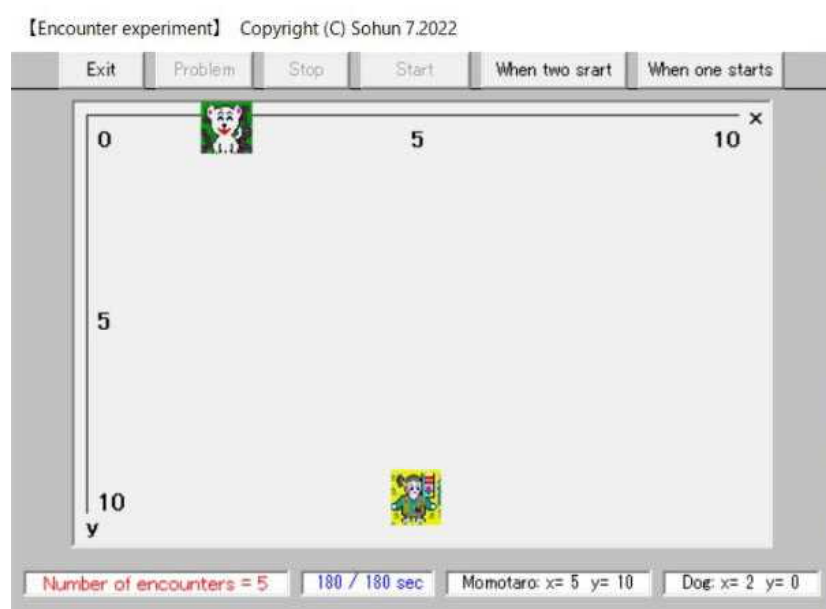 【Encounter experiment】 Copyright (C) Sohun 7.2022
Exit Problem Stop Start When two srart When one starts
x
0 5 10
5
10
y
Number of encounters = 5 180 / 180 sec Momotaro: x= 5 y= 10 Dog: x= 2 y= 0